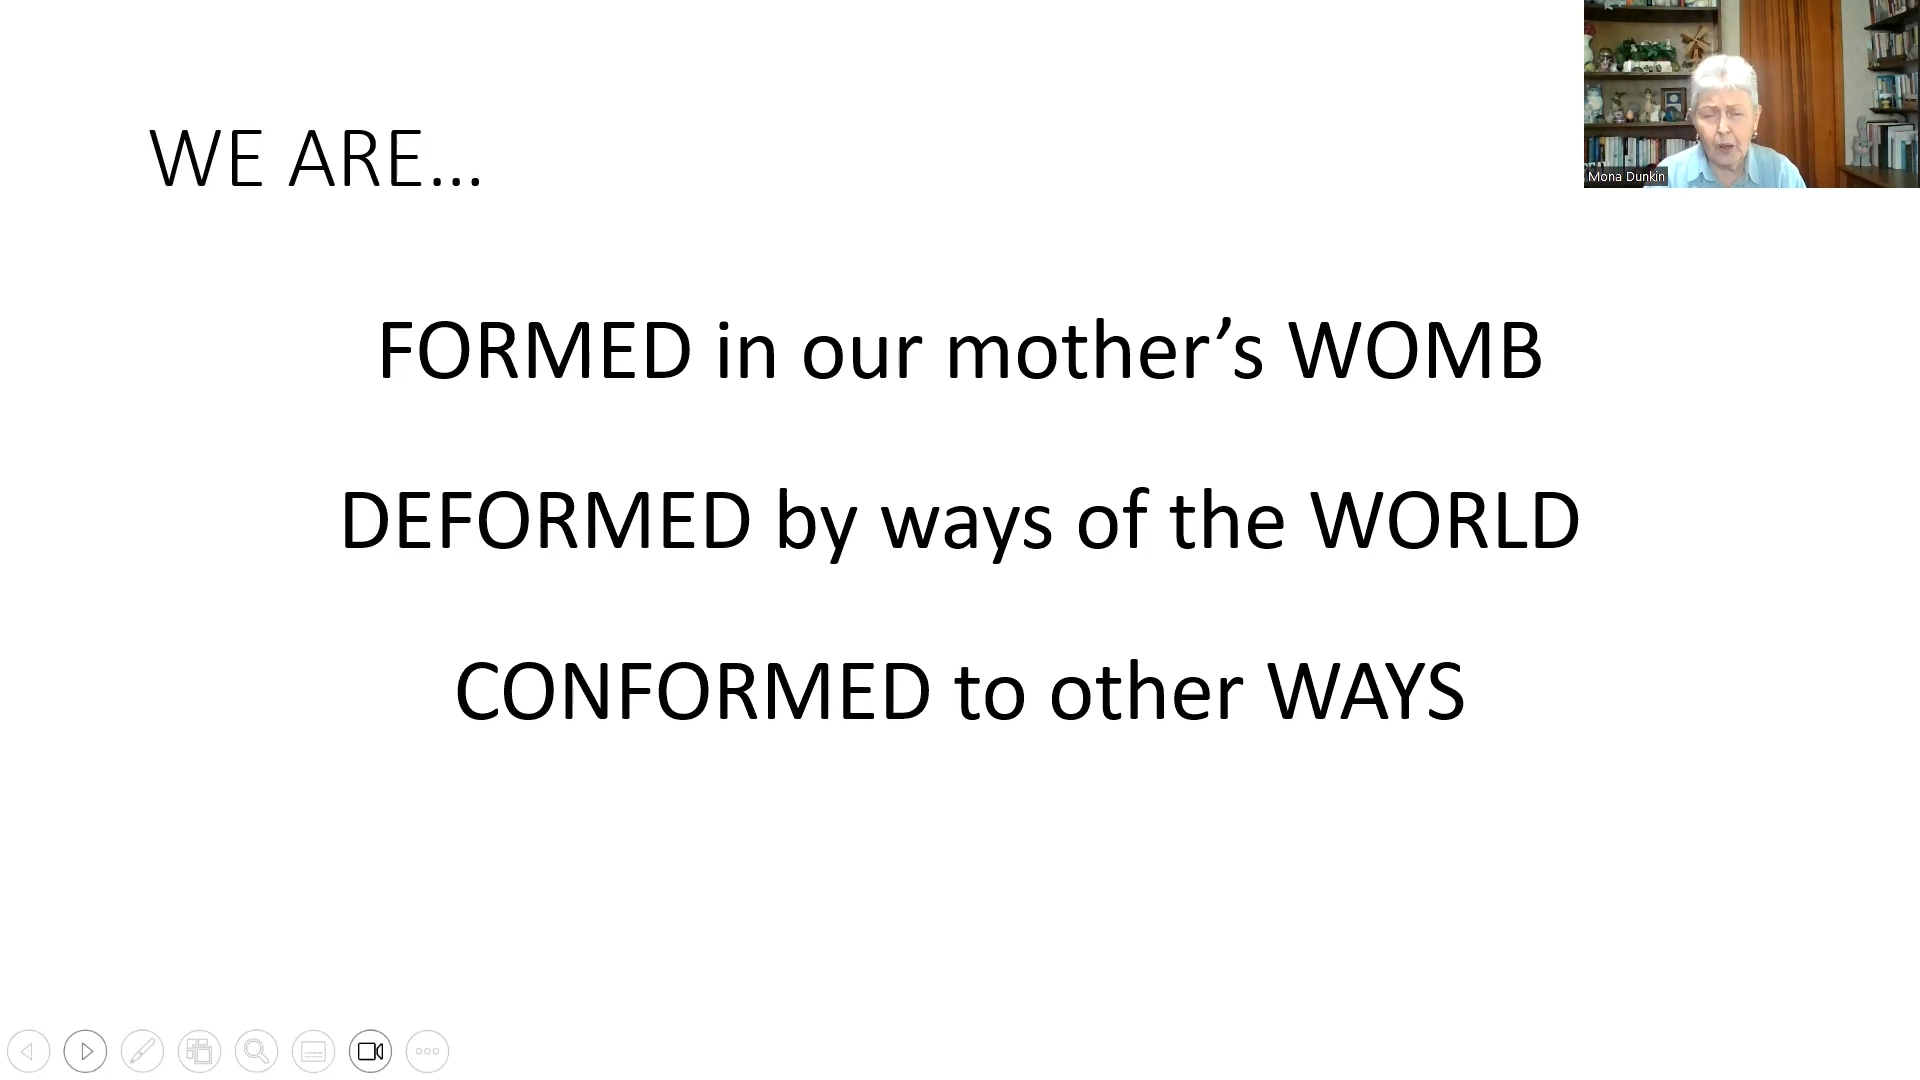 WE ARE...
FORMED in our mother’s WOMB
DEFORMED by ways of the WORLD
CONFORMED to other WAYS
Mona Dunkin